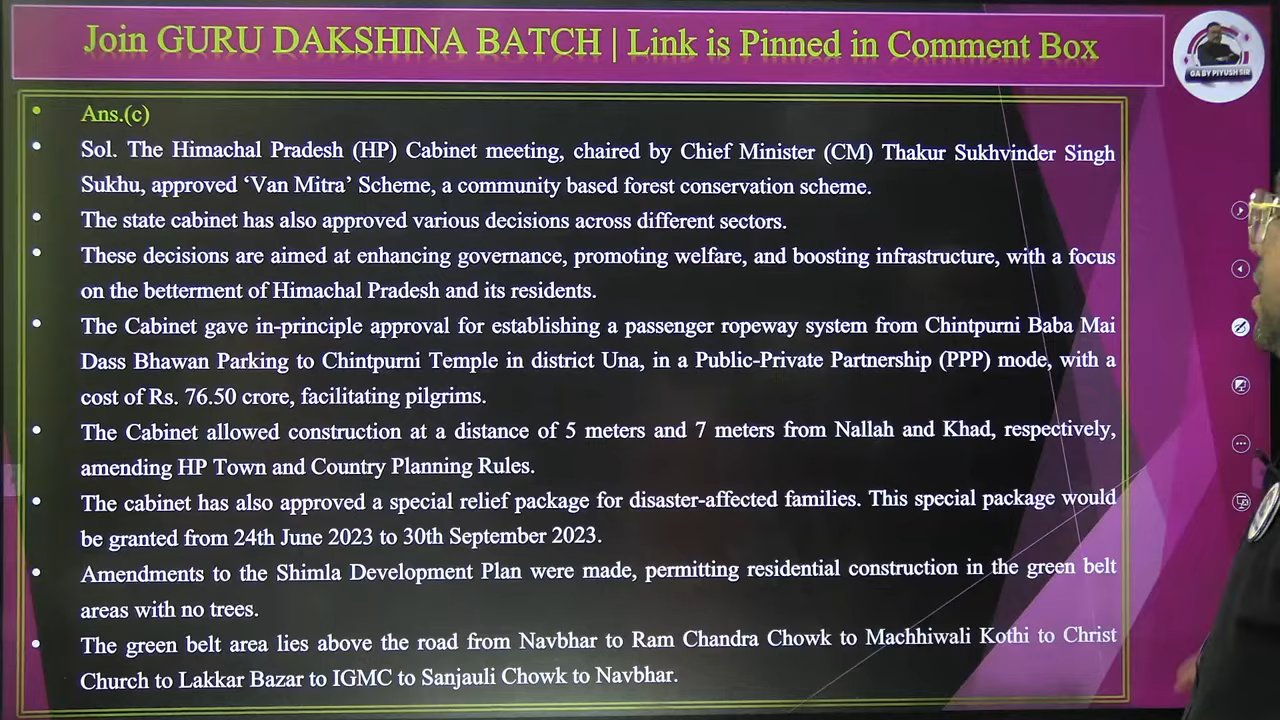 Join GURU DAKSHINA BATCH | Link is Pinned in Comment Box
GA BY PIYUSH SIR
• Ans.(c)
• Sol. The Himachal Pradesh (HP) Cabinet meeting, chaired by Chief Minister (CM) Thakur Sukhvinder Singh
Sukhu, approved ‘Van Mitra’ Scheme, a community based forest conservation scheme.
• The state cabinet has also approved various decisions across different sectors.
• These decisions are aimed at enhancing governance, promoting welfare, and boosting infrastructure, with a focus
on the betterment of Himachal Pradesh and its residents.
• The Cabinet gave in-principle approval for establishing a passenger ropeway system from Chintpurni Baba Mai
Dass Bhawan Parking to Chintpurni Temple in district Una, in a Public-Private Partnership (PPP) mode, with a
cost of Rs. 76.50 crore, facilitating pilgrims.
• The Cabinet allowed construction at a distance of 5 meters and 7 meters from Nallah and Khad, respectively,
amending HP Town and Country Planning Rules.
• The cabinet has also approved a special relief package for disaster-affected families. This special package would
be granted from 24th June 2023 to 30th September 2023.
• Amendments to the Shimla Development Plan were made, permitting residential construction in the green belt
areas with no trees.
• The green belt area lies above the road from Navbhar to Ram Chandra Chowk to Machhiwali Kothi to Christ
Church to Lakkar Bazar to IGMC to Sanjauli Chowk to Navbhar.